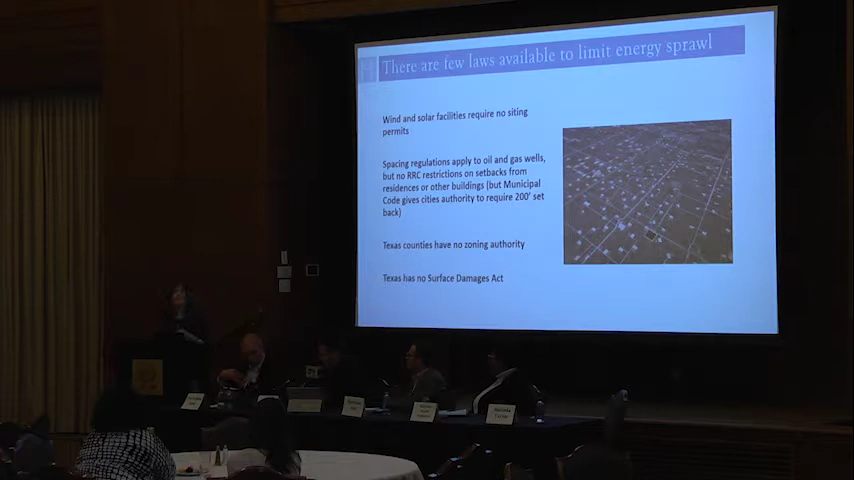 There are few laws available to limit energy sprawl
Wind and solar facilities require no siting
permits
Spacing regulations apply to oil and gas wells,
but no RRC restrictions on setbacks from
residences or other buildings (but Municipal
Code gives cities authority to require 200' set
back)
Texas counties have no zoning authority
Texas has no Surface Damages Act